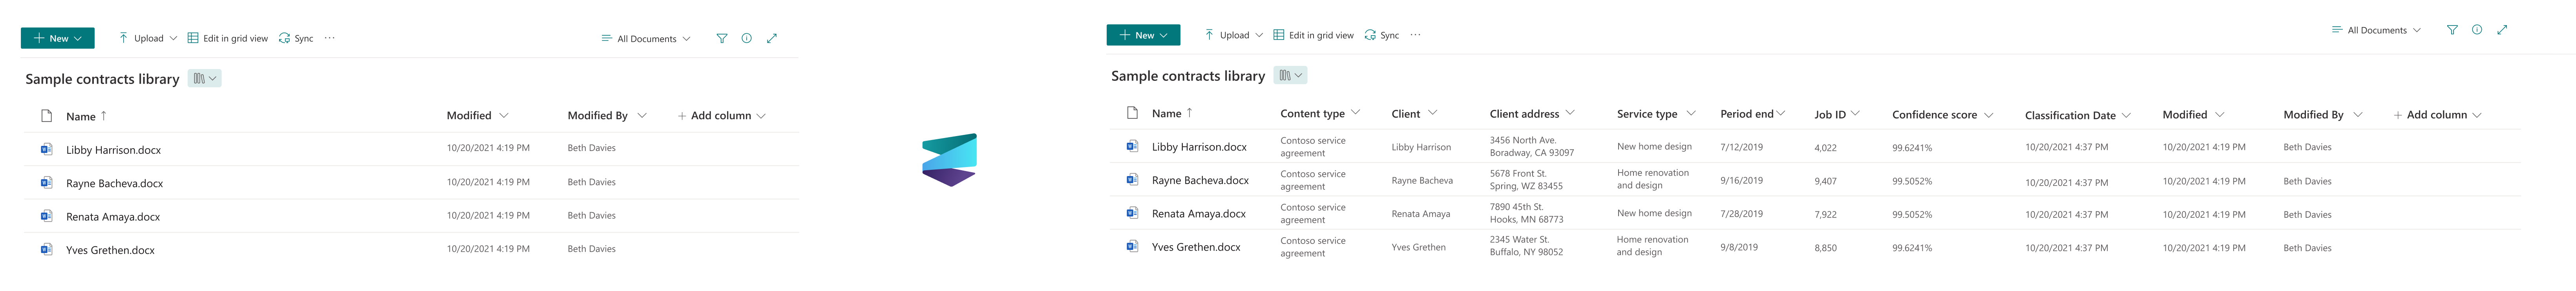 New Upload Edit in grid view Sync ··· All Documents
Sample contracts library
Name Modified Modified By Add column
Libby Harrison.docx 10/20/2021 4:19 PM Beth Davies
Rayne Bacheva.docx 10/20/2021 4:19 PM Beth Davies
Renata Amaya.docx 10/20/2021 4:19 PM Beth Davies
Yves Grethen.docx 10/20/2021 4:19 PM Beth Davies
New Upload Edit in grid view Sync ··· All Documents
Sample contracts library
Name Content type Client Client address Service type Period end Job ID Confidence score Classification Date Modified Modified By Add column
Libby Harrison.docx Contoso service agreement Libby Harrison 3456 North Ave. Boradway, CA 93097 New home design 7/12/2019 4,022 99.6241% 10/20/2021 4:37 PM 10/20/2021 4:19 PM Beth Davies
Rayne Bacheva.docx Contoso service agreement Rayne Bacheva 5678 Front St. Spring, WZ 83455 Home renovation and design 9/16/2019 9,407 99.5052% 10/20/2021 4:37 PM 10/20/2021 4:19 PM Beth Davies
Renata Amaya.docx Contoso service agreement Renata Amaya 7890 45th St. Hooks, MN 68773 New home design 7/28/2019 7,922 99.5052% 10/20/2021 4:37 PM 10/20/2021 4:19 PM Beth Davies
Yves Grethen.docx Contoso service agreement Yves Grethen 2345 Water St. Buffalo, NY 98052 Home renovation and design 9/8/2019 8,850 99.6241% 10/20/2021 4:37 PM 10/20/2021 4:19 PM Beth Davies